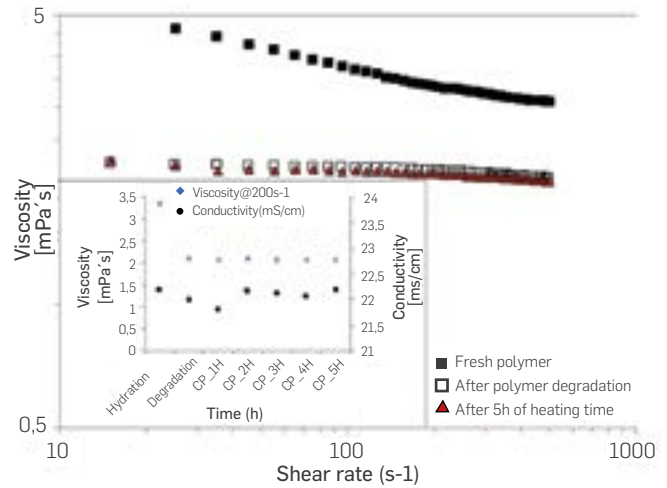 5
Viscosity
[mPa´s]
0,5
10
100
1000
Shear rate (s-1)
Fresh polymer
After polymer degradation
After 5h of heating time
Viscosity@200s-1
Conductivity(mS/cm)
Viscosity
[mPa´s]
3,5
3
2,5
2
1,5
1
0,5
0
24
23
22,8
22,5
22
21,5
21
Conductivity
[ms/cm]
Hydration
Degradation
CP_1H
CP_2H
CP_3H
CP_4H
CP_5H
Time (h)